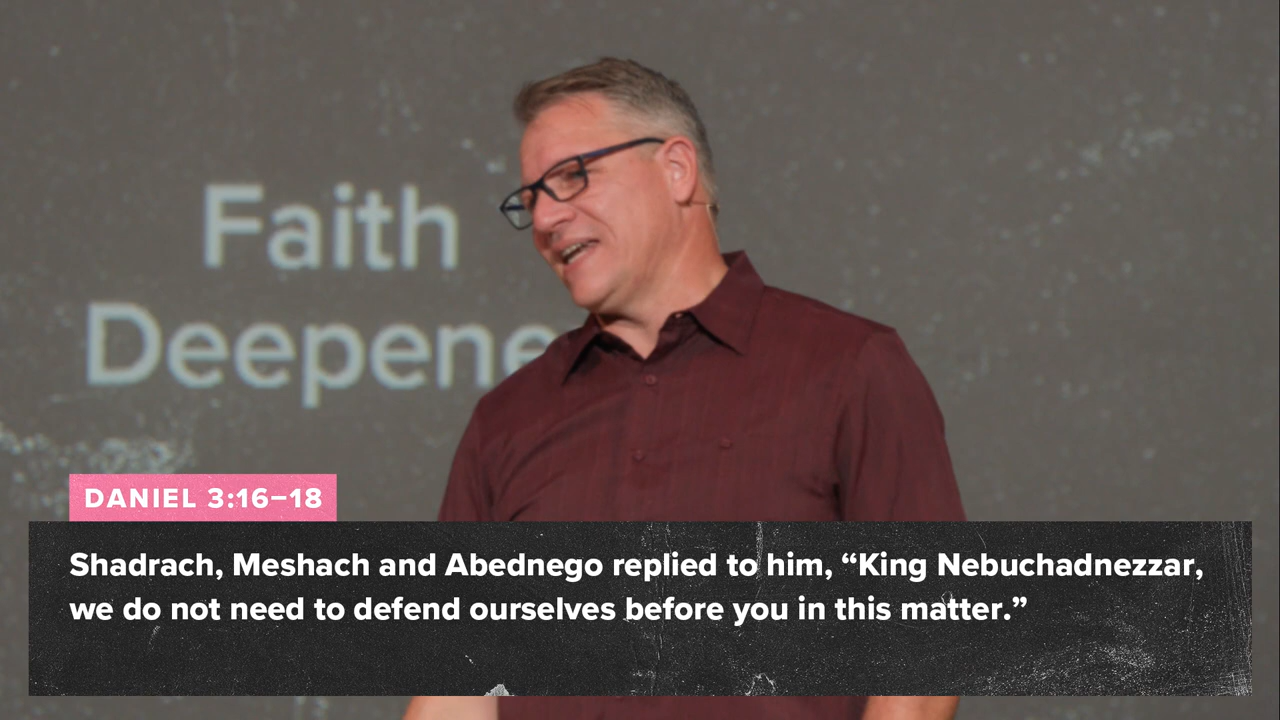 Faith
Deepene
DANIEL 3:16–18
Shadrach, Meshach and Abednego replied to him, “King Nebuchadnezzar,
we do not need to defend ourselves before you in this matter.”